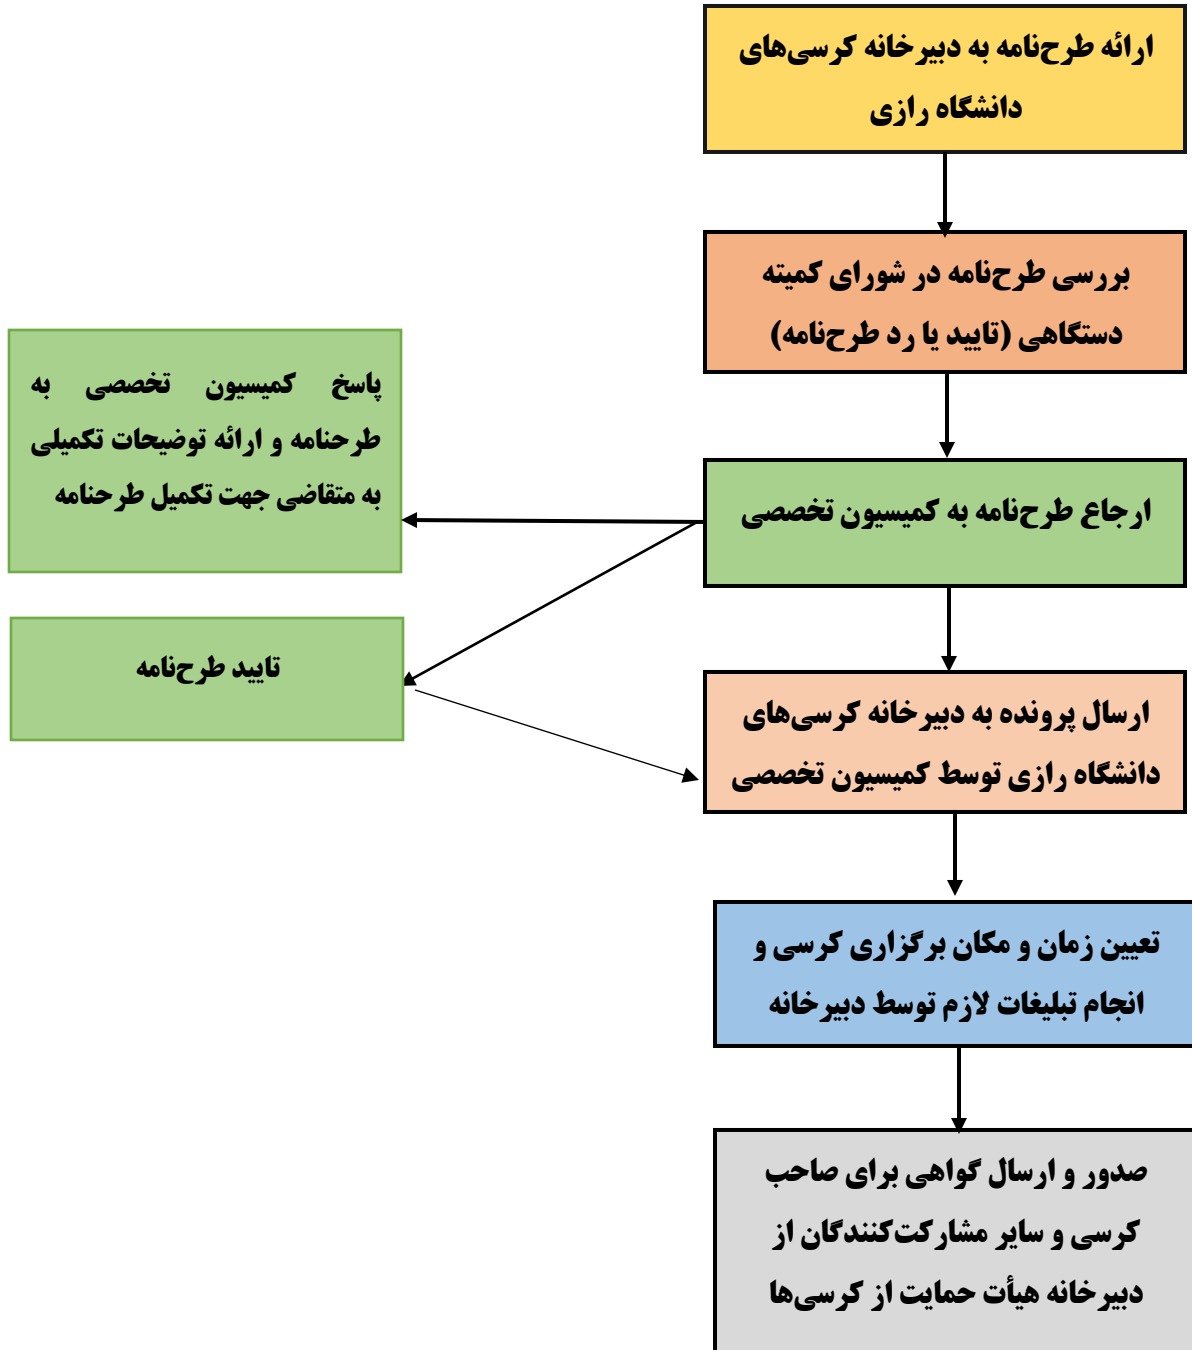 ارائه طرح‌نامه به دبیرخانه کرسی‌های
دانشگاه رازی
بررسی طرح‌نامه در شورای کمیته
دستگاهی (تایید یا رد طرح‌نامه)
ارجاع طرح‌نامه به کمیسیون تخصصی
پاسخ کمیسیون تخصصی به
طرحنامه و ارائه توضیحات تکمیلی
به متقاضی جهت تکمیل طرحنامه
تایید طرح‌نامه
ارسال پرونده به دبیرخانه کرسی‌های
دانشگاه رازی توسط کمیسیون تخصصی
تعیین زمان و مکان برگزاری کرسی و
انجام تبلیغات لازم توسط دبیرخانه
صدور و ارسال گواهی برای صاحب
کرسی و سایر مشارکت‌کنندگان از
دبیرخانه هیأت حمایت از کرسی‌ها